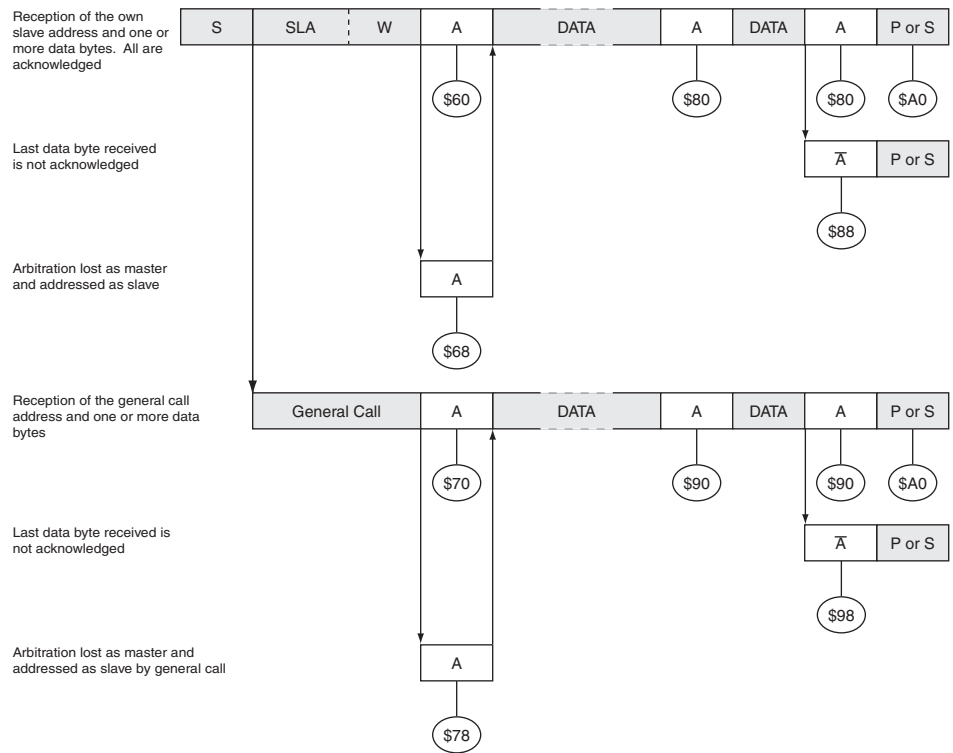 Reception of the own
slave address and one or
more data bytes. All are
acknowledged
S SLA W A DATA A DATA A P or S
$60 $80 $80 $A0
Last data byte received
is not acknowledged
A̅ P or S
$88
Arbitration lost as master
and addressed as slave
A
$68
Reception of the general call
address and one or more data
bytes
General Call A DATA A DATA A P or S
$70 $90 $90 $A0
Last data byte received is
not acknowledged
A̅ P or S
$98
Arbitration lost as master and
addressed as slave by general call
A
$78